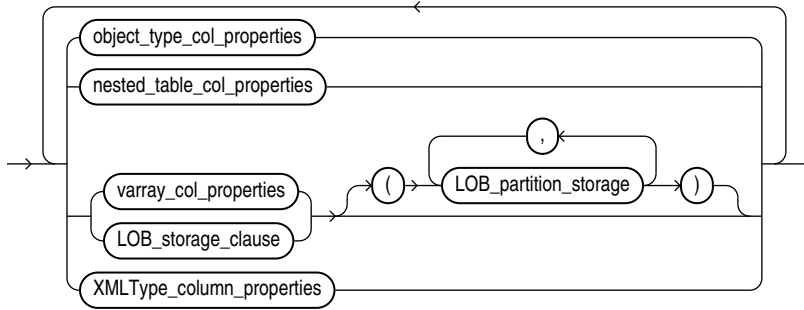 object_type_col_properties
nested_table_col_properties
,
( LOB_partition_storage )
varray_col_properties
LOB_storage_clause
XMLType_column_properties